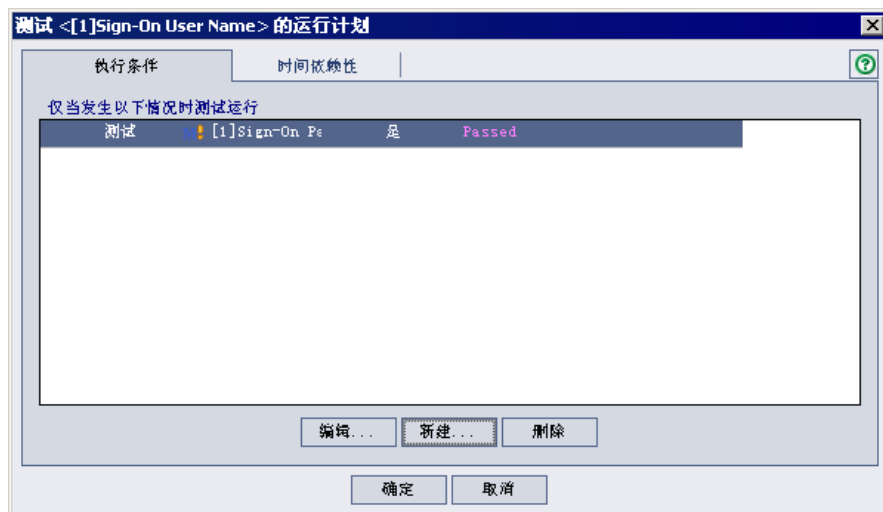 测试 <[1]Sign-On User Name> 的运行计划
执行条件 时间依赖性
仅当发生以下情况时测试运行
测试 [1]Sign-On Pa 是 Passed
编辑... 新建... 删除
确定 取消